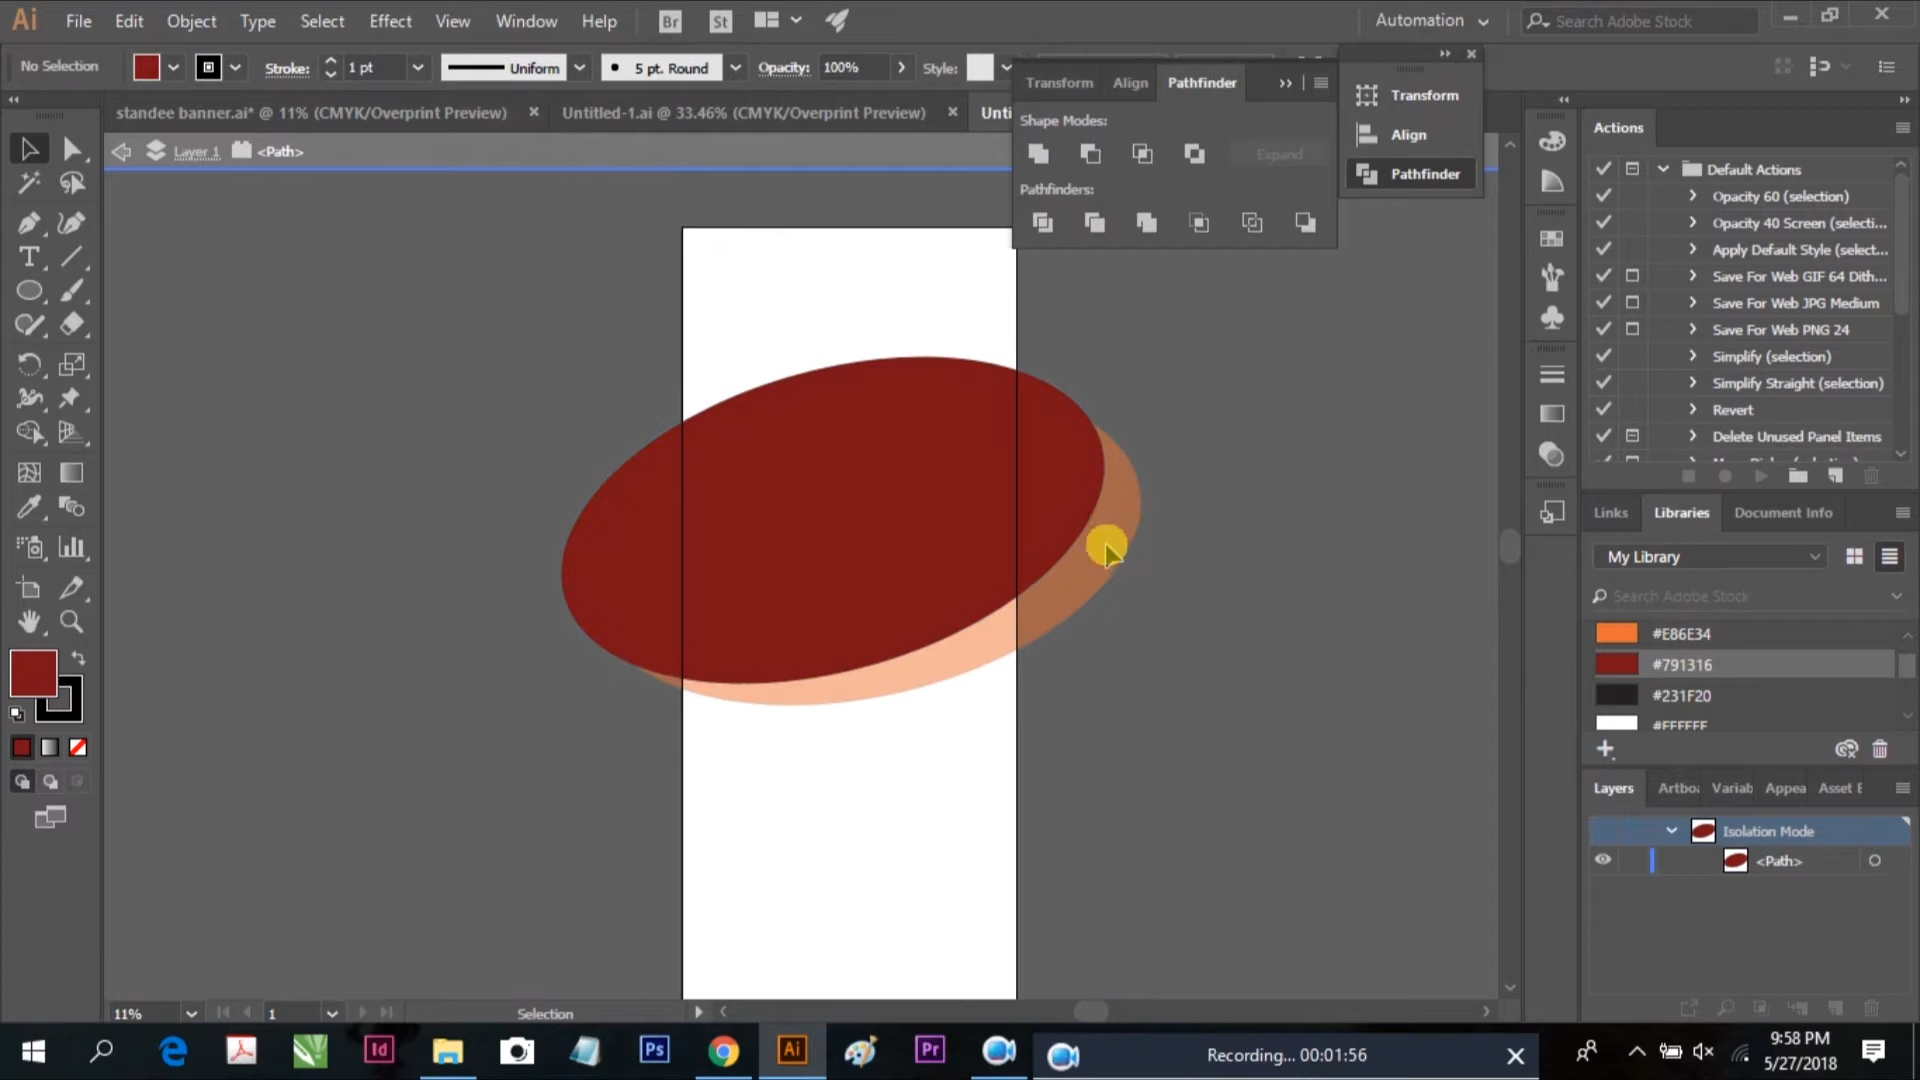 Ai File Edit Object Type Select Effect View Window Help Br St Automation Search Adobe Stock
No Selection Stroke: 1 pt Uniform 5 pt. Round Opacity: 100% Style:
standee banner.ai* @ 11% (CMYK/Overprint Preview) Untitled-1.ai @ 33.46% (CMYK/Overprint Preview) Unti
Layer 1 <Path>
Transform Align Pathfinder
Shape Modes:
Expand
Pathfinders:
Transform
Align
Pathfinder
Actions
Default Actions
Opacity 60 (selection)
Opacity 40 Screen (selecti...
Apply Default Style (select...
Save For Web GIF 64 Dith...
Save For Web JPG Medium
Save For Web PNG 24
Simplify (selection)
Simplify Straight (selection)
Revert
Delete Unused Panel Items
Links Libraries Document Info
My Library
Search Adobe Stock
#E86E34
#791316
#231F20
#FFFFFF
Layers Artboa Variab Appea Asset E
Isolation Mode
<Path>
11% 1 Selection
Id Ps Ai Pr Recording... 00:01:56 9:58 PM
5/27/2018